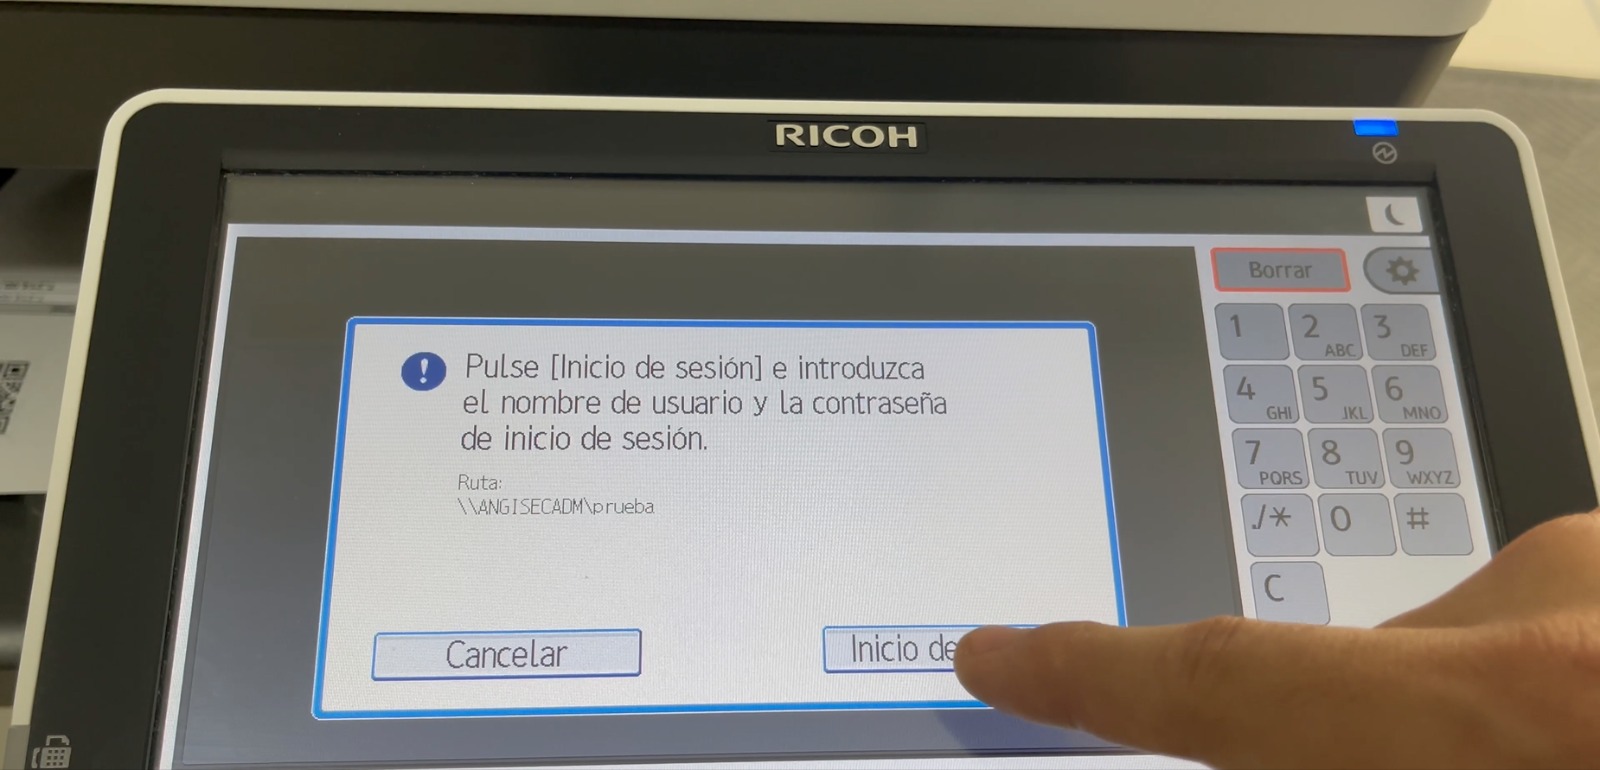 RICOH
Borrar
Pulse [Inicio de sesión] e introduzca
el nombre de usuario y la contraseña
de inicio de sesión.
Ruta:
\\ANGISECADM\prueba
Cancelar
Inicio de
1
2 ABC
3 DEF
4 GHI
5 JKL
6 MNO
7 PQRS
8 TUV
9 WXYZ
./*
0
#
C